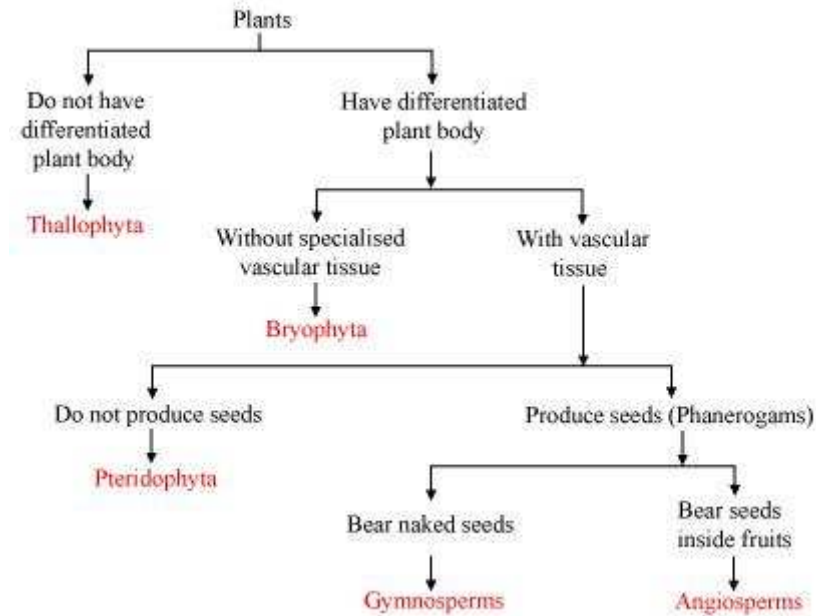 Plants
Do not have
differentiated
plant body
Have differentiated
plant body
Thallophyta
Without specialised
vascular tissue
With vascular
tissue
Bryophyta
Do not produce seeds
Produce seeds (Phanerogams)
Pteridophyta
Bear naked seeds
Bear seeds
inside fruits
Gymnosperms
Angiosperms